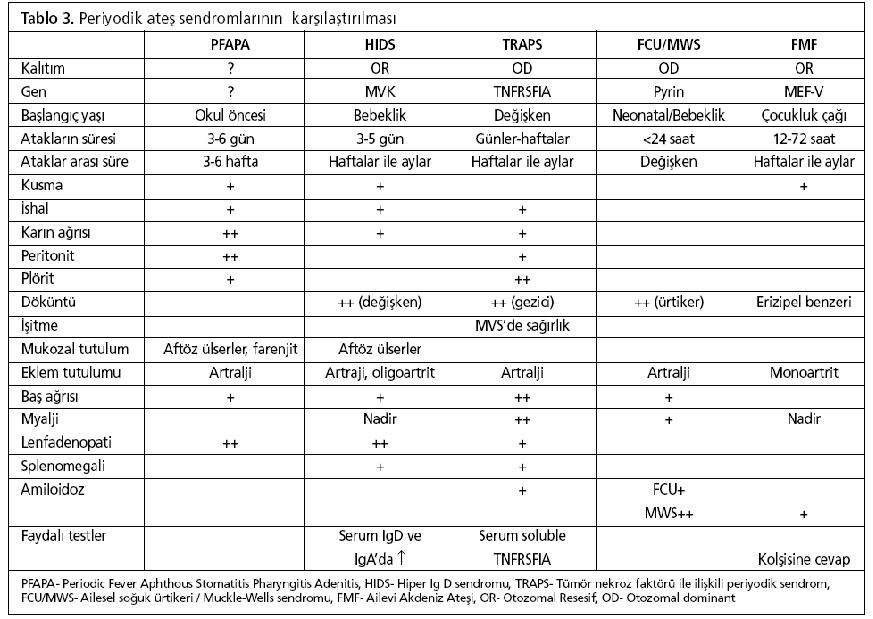 Tablo 3. Periyodik ateş sendromlarının karşılaştırılması
PFAPA HIDS TRAPS FCU/MWS FMF
Kalıtım ? OR OD OD OR
Gen ? MVK TNFRSFIA Pyrin MEF-V
Başlangıç yaşı Okul öncesi Bebeklik Değişken Neonatal/Bebeklik Çocukluk çağı
Atakların süresi 3-6 gün 3-5 gün Günler-haftalar <24 saat 12-72 saat
Ataklar arası süre 3-6 hafta Haftalar ile aylar Haftalar ile aylar Değişken Haftalar ile aylar
Kusma + + +
İshal + + +
Karın ağrısı ++ + +
Peritonit ++ +
Plörit + ++
Döküntü ++ (değişken) ++ (gezici) ++ (ürtiker) Erizipel benzeri
İşitme MVS'de sağırlık
Mukozal tutulum Aftöz ülserler, farenjit Aftöz ülserler
Eklem tutulumu Artralji Artraji, oligoartrit Artralji Artralji Monoartrit
Baş ağrısı + + ++ +
Myalji Nadir ++ + Nadir
Lenfadenopati ++ ++ +
Splenomegali + +
Amiloidoz + FCU+
MWS++ +
Faydalı testler Serum IgD ve Serum soluble
IgA'da ↑ TNFRSFIA Kolşisine cevap
PFAPA- Periodic Fever Aphthous Stomatitis Pharyngitis Adenitis, HIDS- Hiper Ig D sendromu, TRAPS- Tümör nekroz faktörü ile ilişkili periyodik sendrom,
FCU/MWS- Ailesel soğuk ürtikeri / Muckle-Wells sendromu, FMF- Ailevi Akdeniz Ateşi, OR- Otozomal Resesif, OD- Otozomal dominant